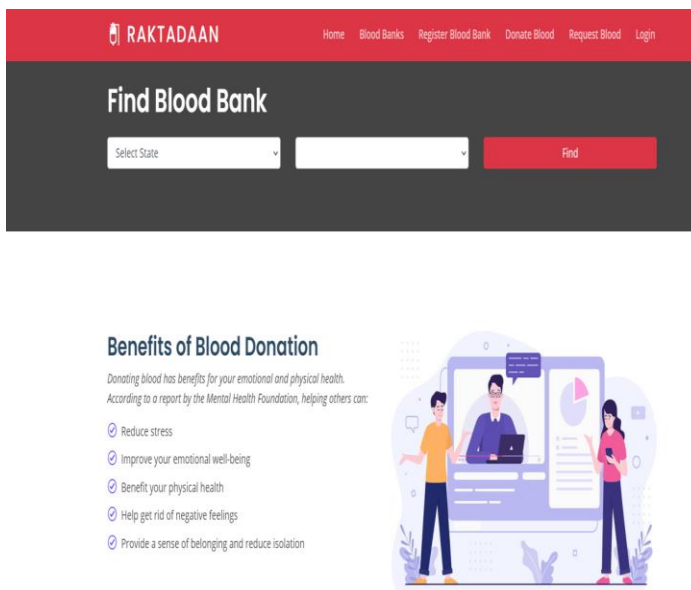 RAKTADAAN
Home Blood Banks Register Blood Bank Donate Blood Request Blood Login
Find Blood Bank
Select State
Find
Benefits of Blood Donation
Donating blood has benefits for your emotional and physical health.
According to a report by the Mental Health Foundation, helping others can:
Reduce stress
Improve your emotional well-being
Benefit your physical health
Help get rid of negative feelings
Provide a sense of belonging and reduce isolation